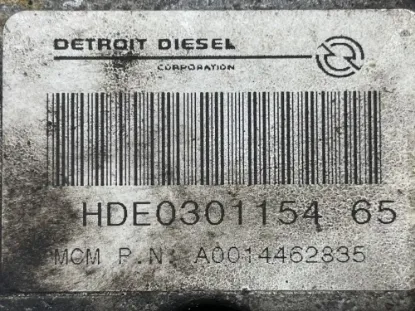 DETROIT DIESEL
CORPORATION
HDE0301154 65
MCM P.N. A0014462835